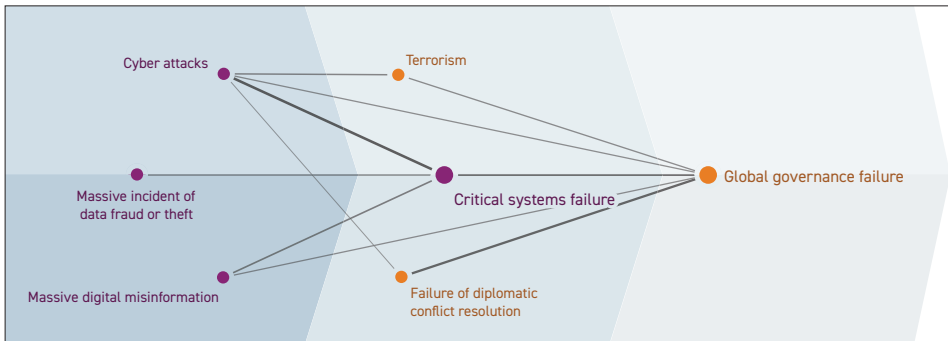 Cyber attacks
Terrorism
Massive incident of
data fraud or theft
Critical systems failure
Global governance failure
Massive digital misinformation
Failure of diplomatic
conflict resolution